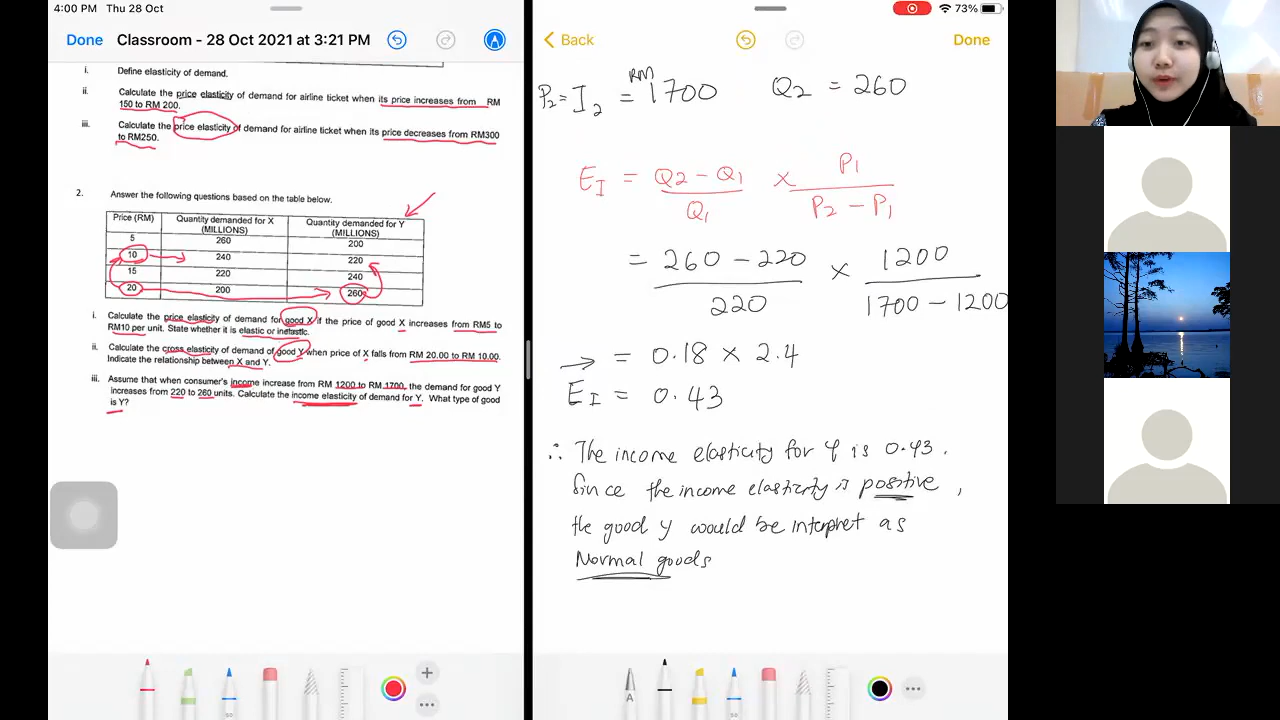 4:00 PM Thu 28 Oct
73%
Done Classroom - 28 Oct 2021 at 3:21 PM
Back Done
i. Define elasticity of demand.
ii. Calculate the price elasticity of demand for airline ticket when its price increases from RM
150 to RM 200.
iii. Calculate the price elasticity of demand for airline ticket when its price decreases from RM300
to RM250.
2. Answer the following questions based on the table below.
Price (RM) Quantity demanded for X (MILLIONS) Quantity demanded for Y (MILLIONS)
5 260 200
10 240 220
15 220 240
20 200 260
i. Calculate the price elasticity of demand for good X if the price of good X increases from RM5 to
RM10 per unit. State whether it is elastic or inelastic.
ii. Calculate the cross elasticity of demand of good Y when price of X falls from RM 20.00 to RM 10.00.
Indicate the relationship between X and Y.
iii. Assume that when consumer's income increase from RM 1200 to RM 1700, the demand for good Y
increases from 220 to 260 units. Calculate the income elasticity of demand for Y. What type of good
is Y?
P2 = I2 = RM 1700 Q2 = 260
EI = Q2 - Q1 / Q1 × P1 / P2 - P1
= 260 - 220 / 220 × 1200 / 1700 - 1200
= 0.18 × 2.4
EI = 0.43
∴ The income elasticity for Y is 0.43.
Since the income elasticity is positive,
the good y would be interpret as
Normal goods
A
50
50